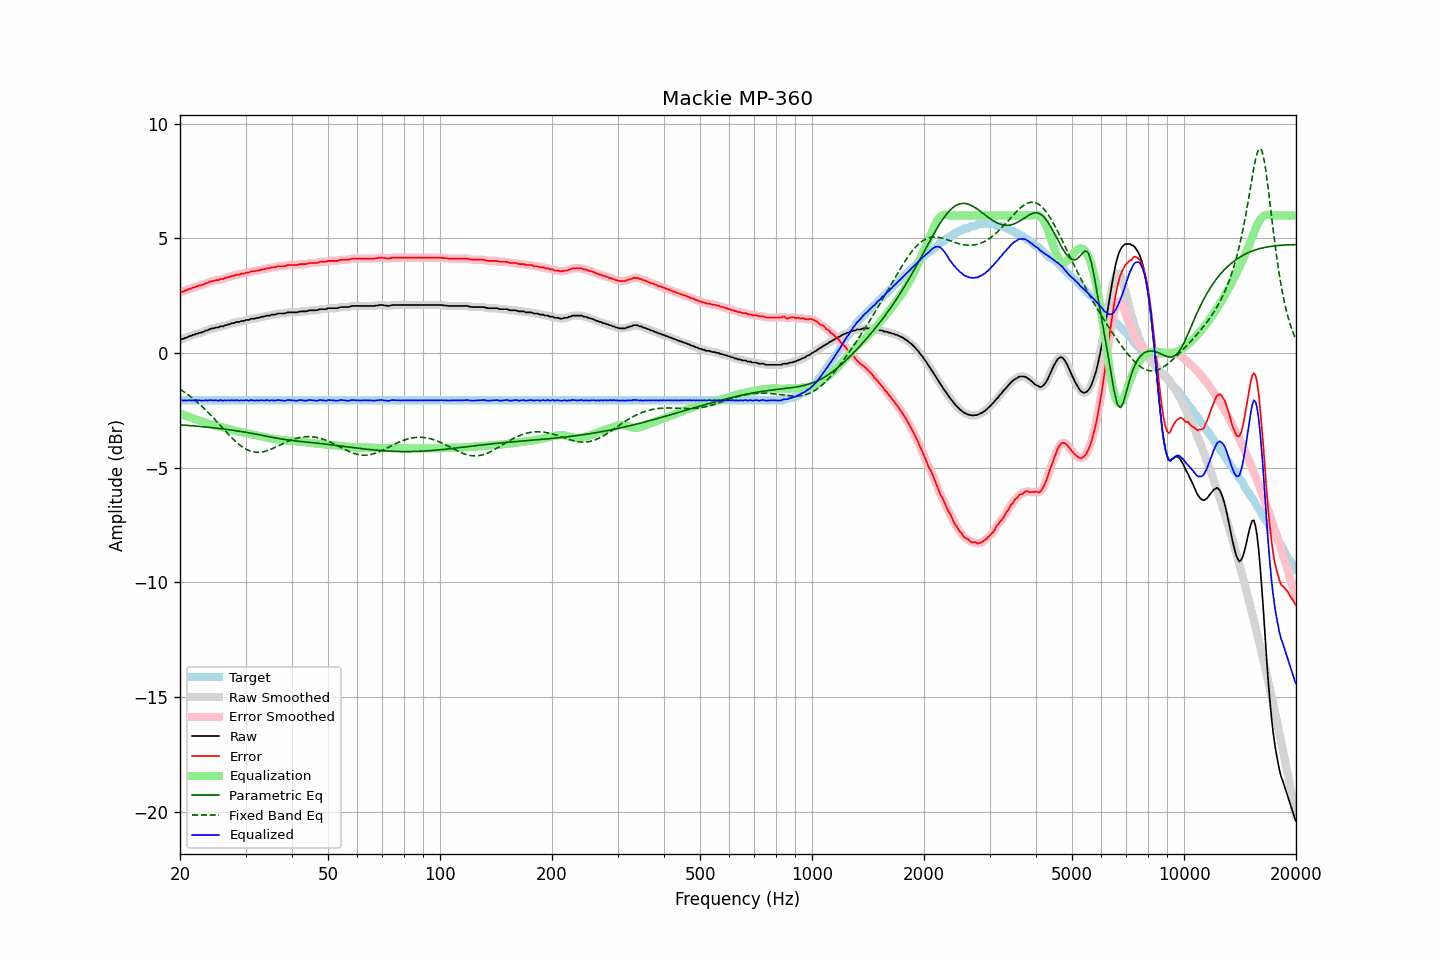 Mackie MP-360
Amplitude (dBr)
10
5
0
−5
−10
−15
−20
Target
Raw Smoothed
Error Smoothed
Raw
Error
Equalization
Parametric Eq
Fixed Band Eq
Equalized
20 50 100 200 500 1000 2000 5000 10000 20000
Frequency (Hz)